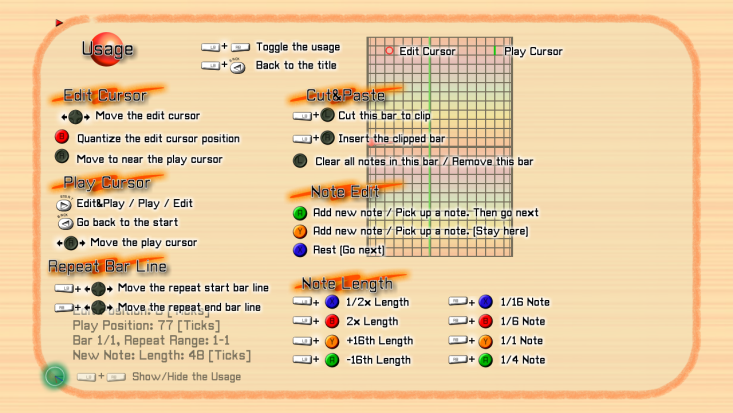 Usage
+ Toggle the usage
+ Back to the title
Edit Cursor
Play Cursor
Edit Cursor
Move the edit cursor
Quantize the edit cursor position
Move to near the play cursor
Play Cursor
Edit&Play / Play / Edit
Go back to the start
Move the play cursor
Repeat Bar Line
+ Move the repeat start bar line
+ Move the repeat end bar line
Play Position: 77 [Ticks]
Bar 1/1, Repeat Range: 1-1
New Note: Length: 48 [Ticks]
+ Show/Hide the Usage
Cut&Paste
+ Cut this bar to clip
+ Insert the clipped bar
Clear all notes in this bar / Remove this bar
Note Edit
Add new note / Pick up a note. Then go next
Y Add new note / Pick up a note. [Stay here]
X Rest [Go next]
Note Length
+ X 1/2x Length
+ B 2x Length
+ Y +16th Length
+ A -16th Length
+ X 1/16 Note
+ B 1/6 Note
+ Y 1/1 Note
+ A 1/4 Note